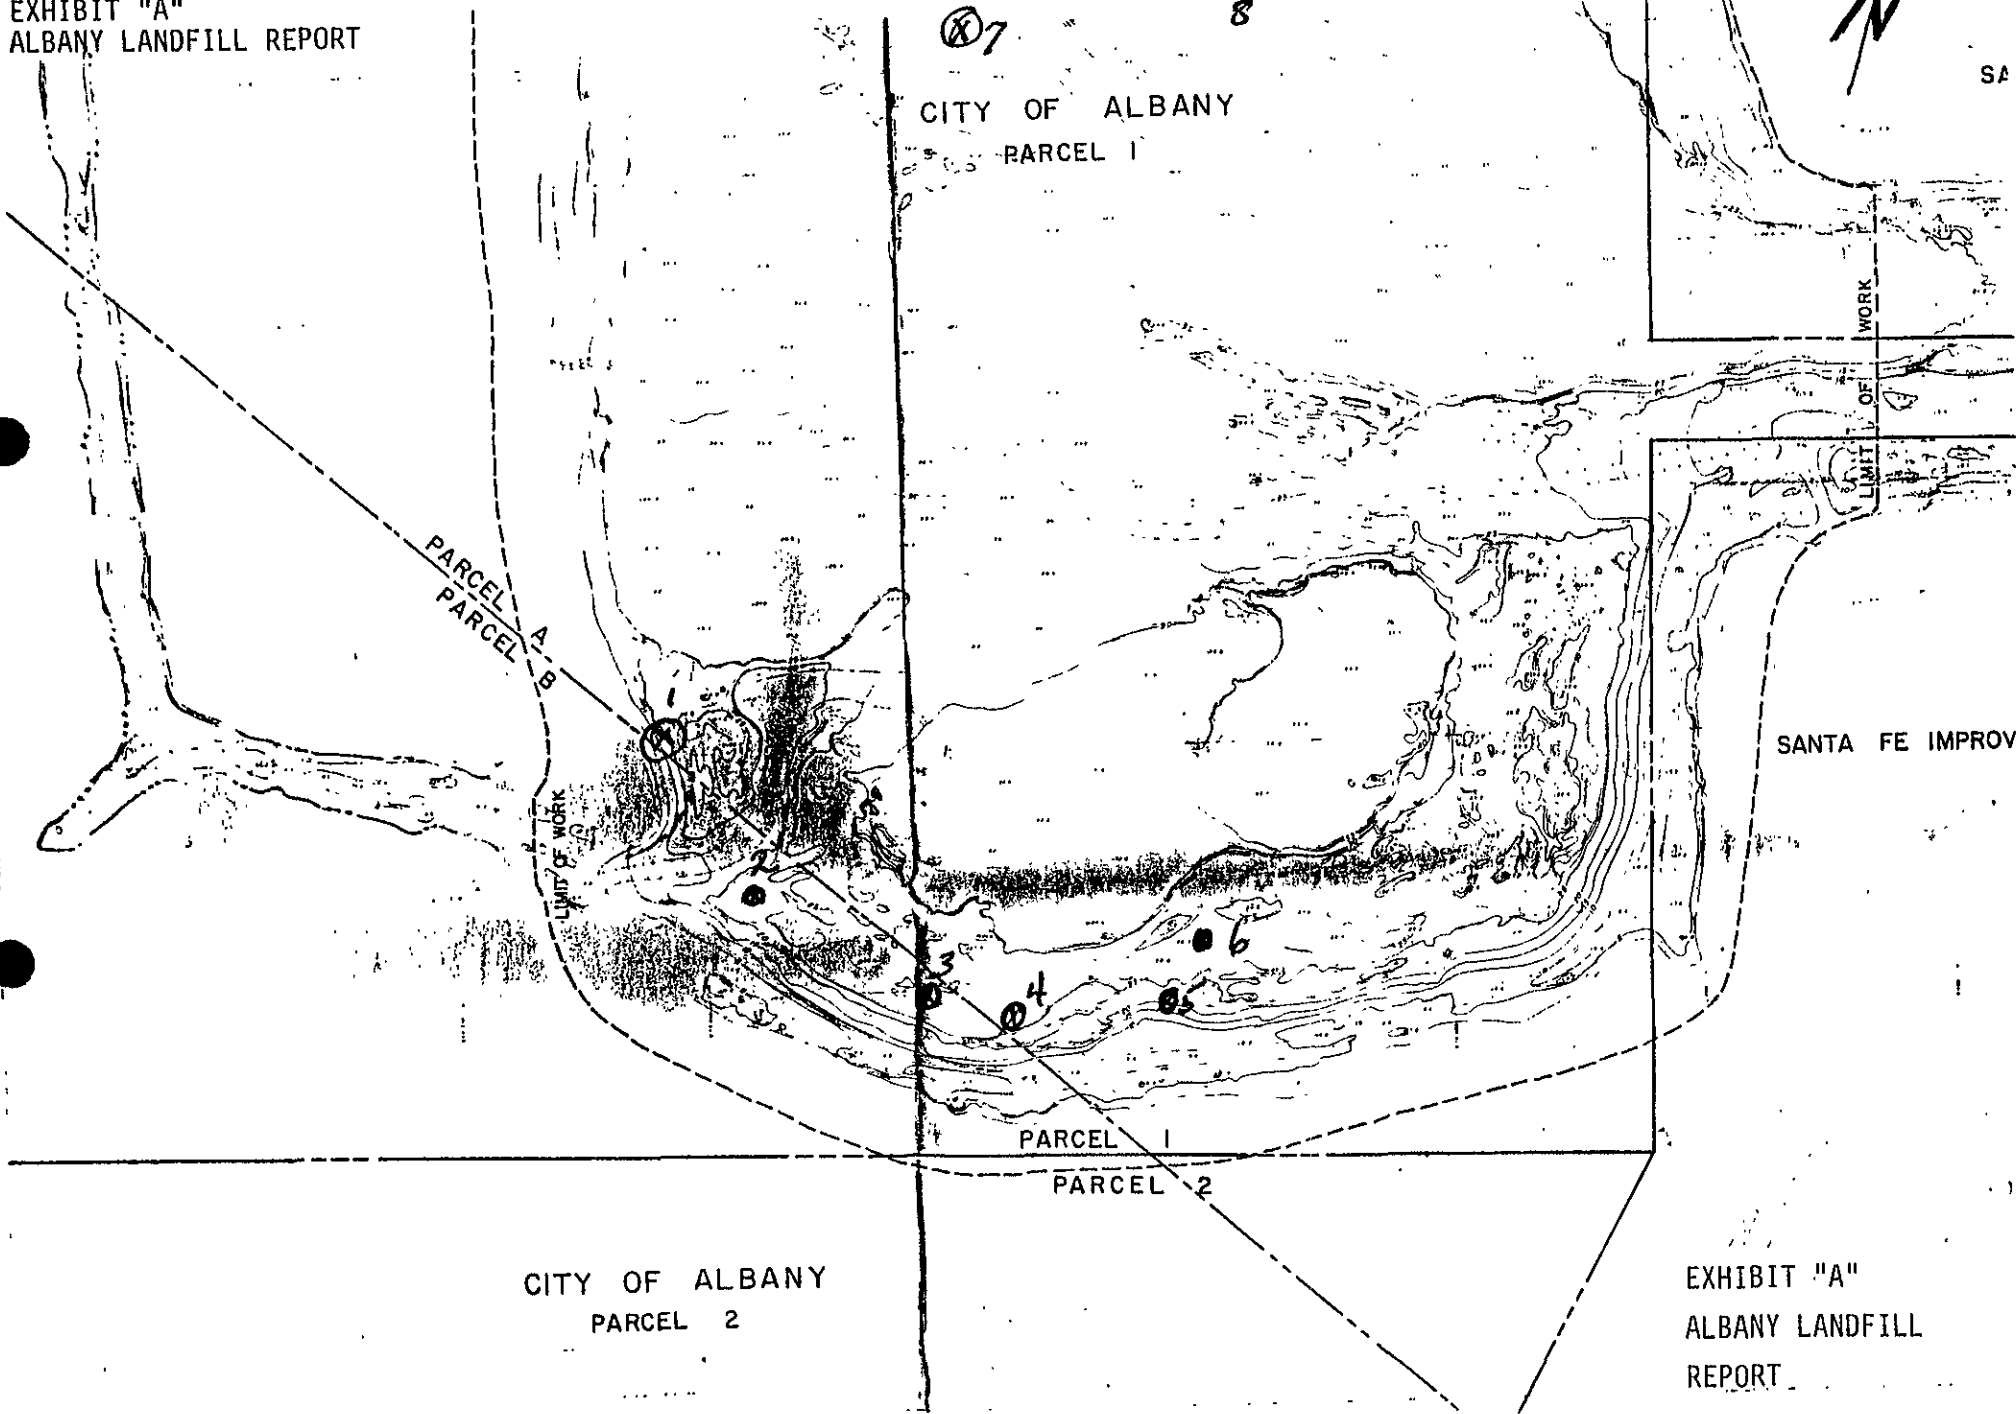 EXHIBIT "A"
ALBANY LANDFILL REPORT
7
8
N
SA
CITY OF ALBANY
PARCEL 1
LIMIT OF WORK
PARCEL A
PARCEL B
1
SANTA FE IMPROV
LIMIT OF WORK
2
3
4
5
6
PARCEL 1
PARCEL 2
CITY OF ALBANY
PARCEL 2
EXHIBIT "A"
ALBANY LANDFILL
REPORT